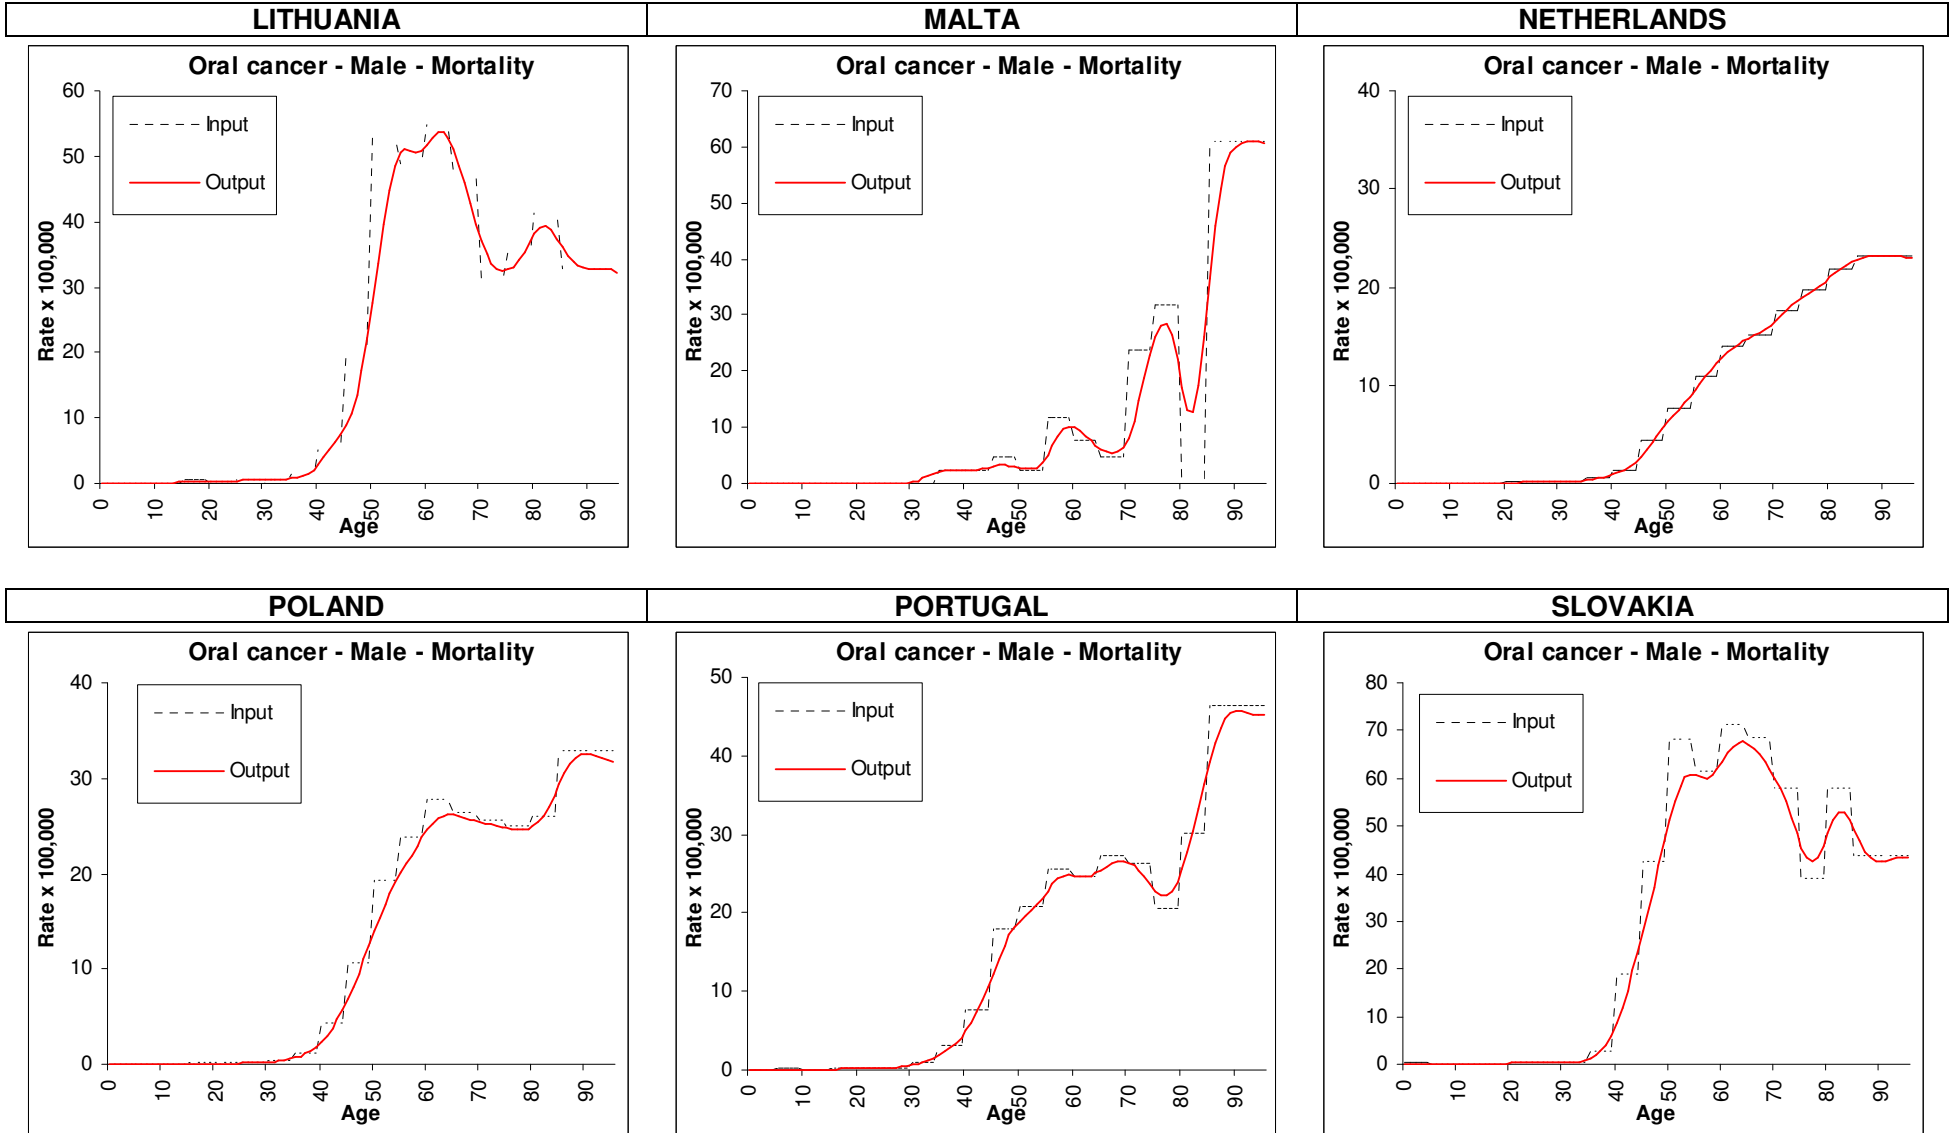 LITHUANIA
MALTA
NETHERLANDS
Oral cancer - Male - Mortality
Rate x 100,000
60
50
40
30
20
10
0
Input
Output
0 10 20 30 40 50 60 70 80 90
Age
Oral cancer - Male - Mortality
Rate x 100,000
70
60
50
40
30
20
10
0
Input
Output
0 10 20 30 40 50 60 70 80 90
Age
Oral cancer - Male - Mortality
Rate x 100,000
40
30
20
10
0
Input
Output
0 10 20 30 40 50 60 70 80 90
Age
POLAND
PORTUGAL
SLOVAKIA
Oral cancer - Male - Mortality
Rate x 100,000
40
30
20
10
0
Input
Output
0 10 20 30 40 50 60 70 80 90
Age
Oral cancer - Male - Mortality
Rate x 100,000
50
40
30
20
10
0
Input
Output
0 10 20 30 40 50 60 70 80 90
Age
Oral cancer - Male - Mortality
Rate x 100,000
80
70
60
50
40
30
20
10
0
Input
Output
0 10 20 30 40 50 60 70 80 90
Age